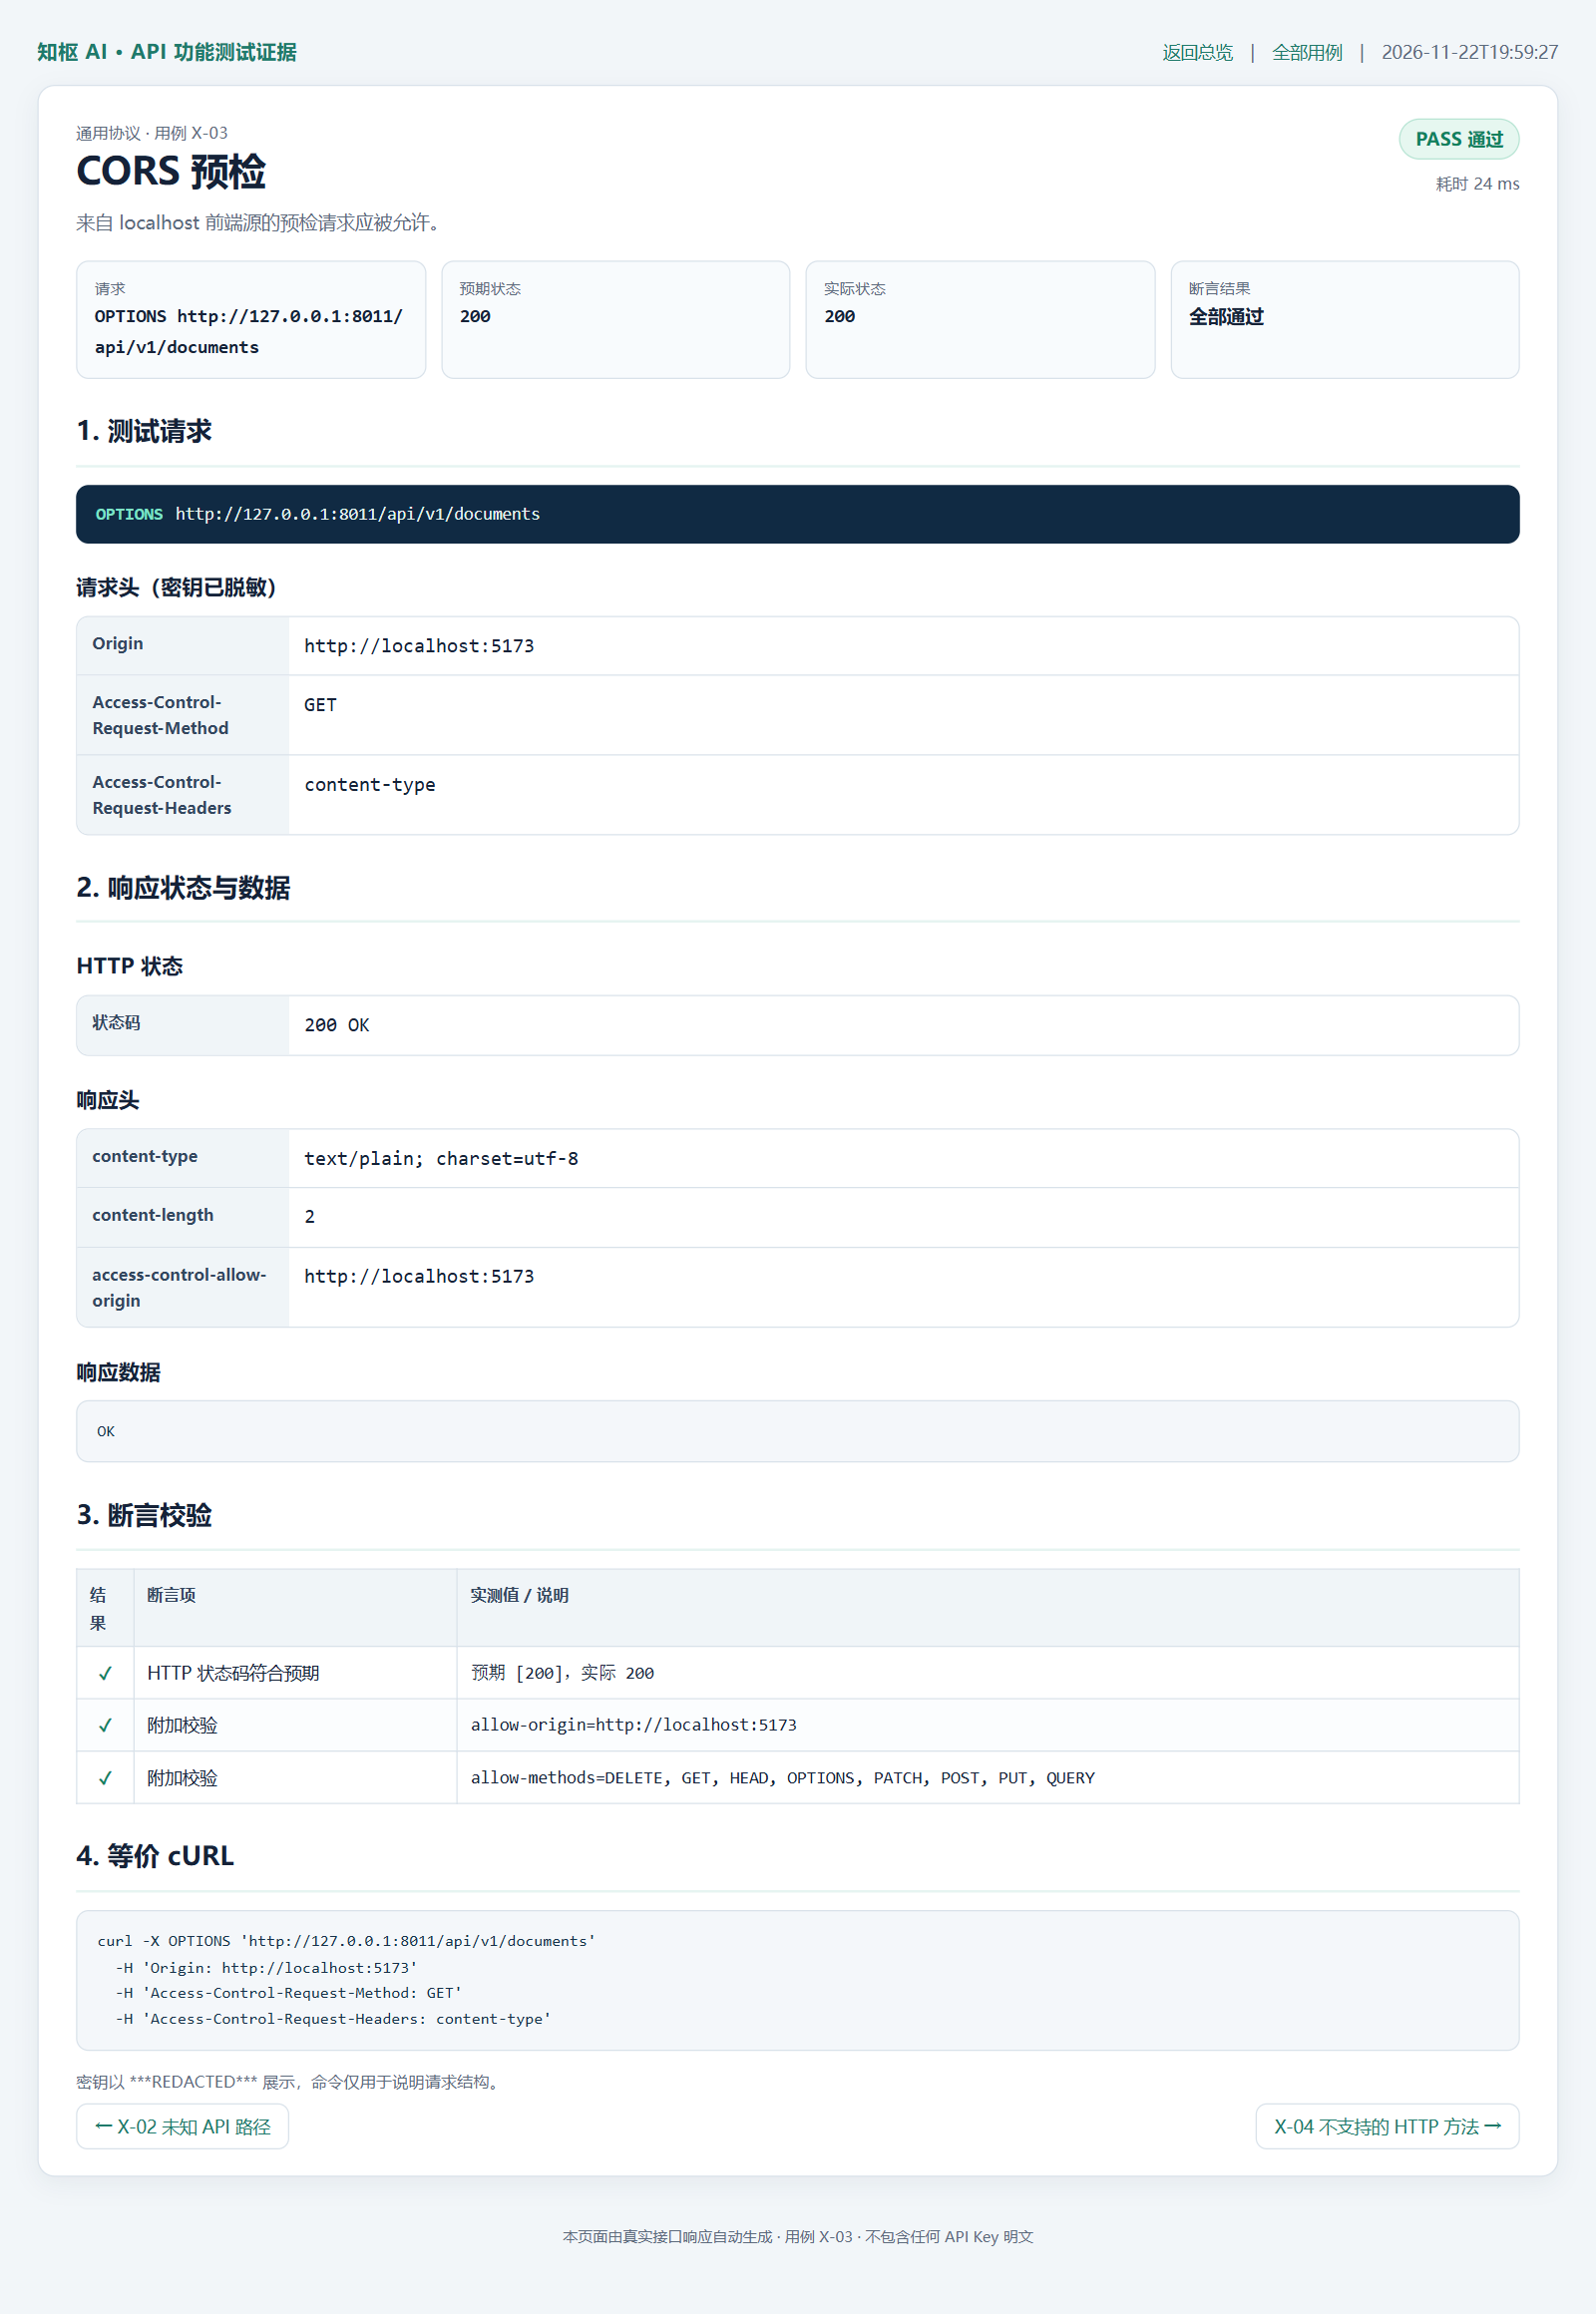 知枢 AI · API 功能测试证据
返回总览 | 全部用例 | 2026-11-22T19:59:27
通用协议 · 用例 X-03
CORS 预检
来自 localhost 前端源的预检请求应被允许。
PASS 通过
耗时 24 ms
请求
OPTIONS http://127.0.0.1:8011/
api/v1/documents
预期状态
200
实际状态
200
断言结果
全部通过
1. 测试请求
OPTIONS http://127.0.0.1:8011/api/v1/documents
请求头（密钥已脱敏）
Origin
http://localhost:5173
Access-Control-
Request-Method
GET
Access-Control-
Request-Headers
content-type
2. 响应状态与数据
HTTP 状态
状态码
200 OK
响应头
content-type
text/plain; charset=utf-8
content-length
2
access-control-allow-
origin
http://localhost:5173
响应数据
OK
3. 断言校验
结
果
断言项
实测值 / 说明
✓ HTTP 状态码符合预期 预期 [200]，实际 200
✓ 附加校验 allow-origin=http://localhost:5173
✓ 附加校验 allow-methods=DELETE, GET, HEAD, OPTIONS, PATCH, POST, PUT, QUERY
4. 等价 cURL
curl -X OPTIONS 'http://127.0.0.1:8011/api/v1/documents'
-H 'Origin: http://localhost:5173'
-H 'Access-Control-Request-Method: GET'
-H 'Access-Control-Request-Headers: content-type'
密钥以 ***REDACTED*** 展示，命令仅用于说明请求结构。
← X-02 未知 API 路径
X-04 不支持的 HTTP 方法 →
本页面由真实接口响应自动生成 · 用例 X-03 · 不包含任何 API Key 明文